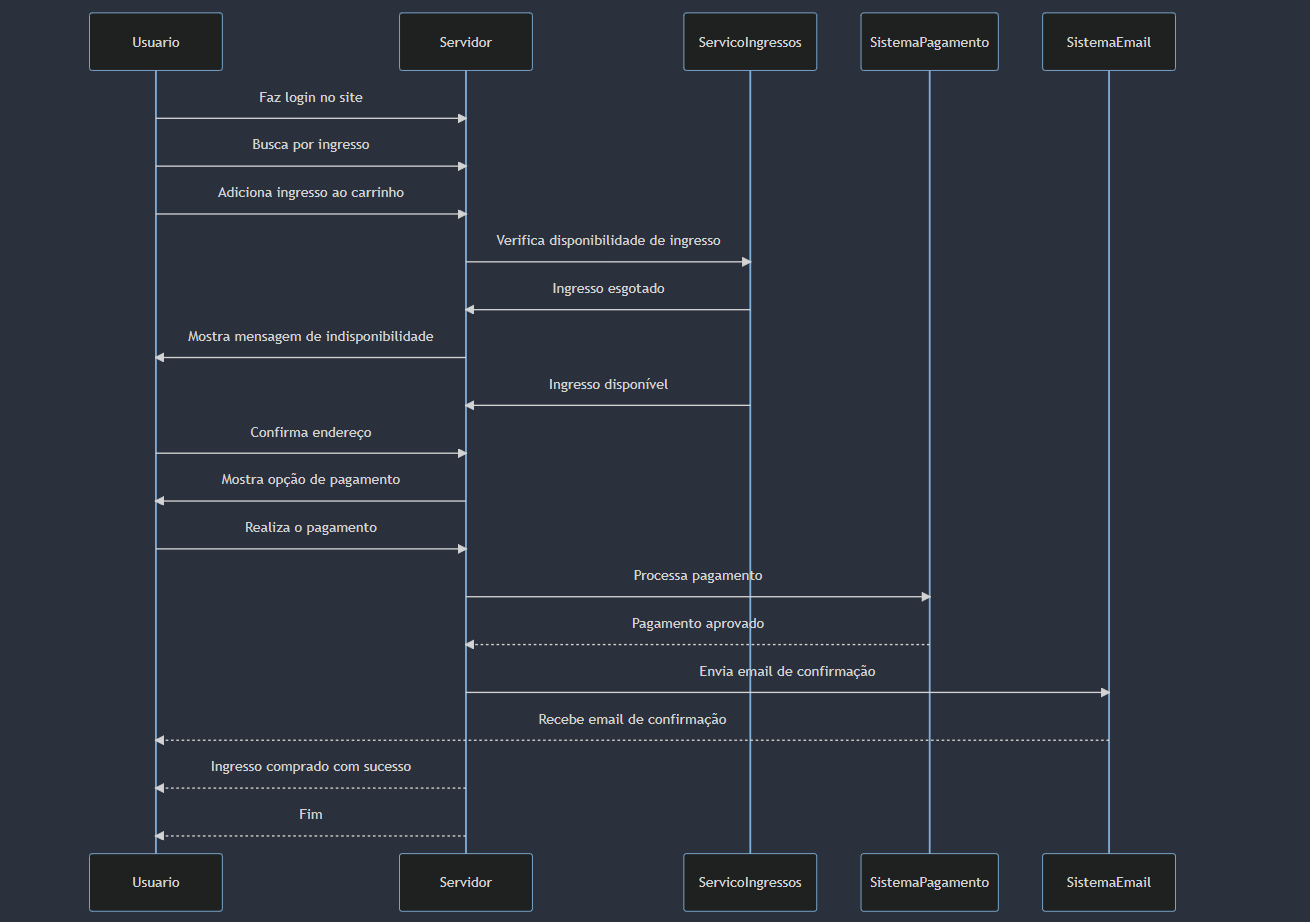 Usuario
Servidor
ServicoIngressos
SistemaPagamento
SistemaEmail
Faz login no site
Busca por ingresso
Adiciona ingresso ao carrinho
Verifica disponibilidade de ingresso
Ingresso esgotado
Mostra mensagem de indisponibilidade
Ingresso disponível
Confirma endereço
Mostra opção de pagamento
Realiza o pagamento
Processa pagamento
Pagamento aprovado
Envia email de confirmação
Recebe email de confirmação
Ingresso comprado com sucesso
Fim
Usuario
Servidor
ServicoIngressos
SistemaPagamento
SistemaEmail